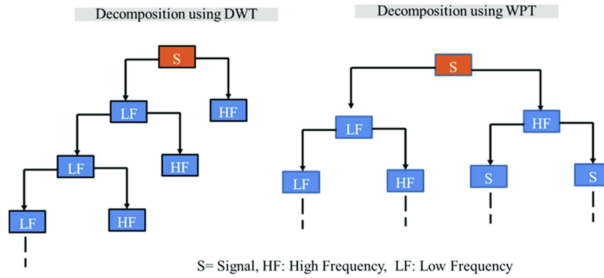 Decomposition using DWT
Decomposition using WPT
S
LF
HF
LF
HF
LF
HF
S
LF
HF
LF
HF
S
S
S= Signal, HF: High Frequency, LF: Low Frequency